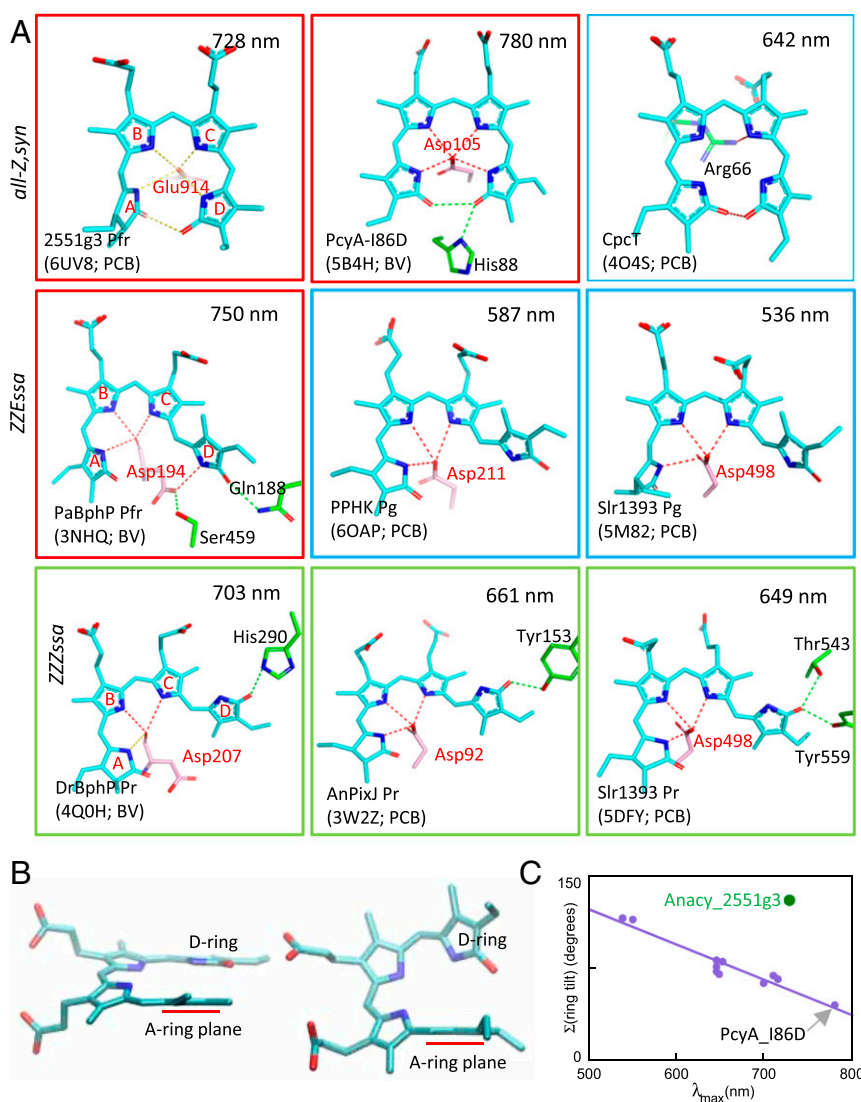 A
all-Z,syn
728 nm
B
C
Glu914
A
D
2551g3 Pfr
(6UV8; PCB)
780 nm
Asp105
PcyA-I86D
(5B4H; BV)
His88
642 nm
Arg66
CpcT
(4O4S; PCB)
ZZEssa
750 nm
B
C
A
D
Asp194
Gln188
PaBphP Pfr
(3NHQ; BV)
Ser459
587 nm
Asp211
PPHK Pg
(6OAP; PCB)
536 nm
Asp498
Slr1393 Pg
(5M82; PCB)
ZZZssa
703 nm
His290
B
C
D
A
Asp207
DrBphP Pr
(4Q0H; BV)
661 nm
Tyr153
Asp92
AnPixJ Pr
(3W2Z; PCB)
649 nm
Thr543
Asp498
Tyr559
Slr1393 Pr
(5DFY; PCB)
B
D-ring
A-ring plane
D-ring
A-ring plane
C
Σ(ring tilt) (degrees)
150
0
Anacy_2551g3
PcyA_I86D
500 600 700 800
λmax(nm)